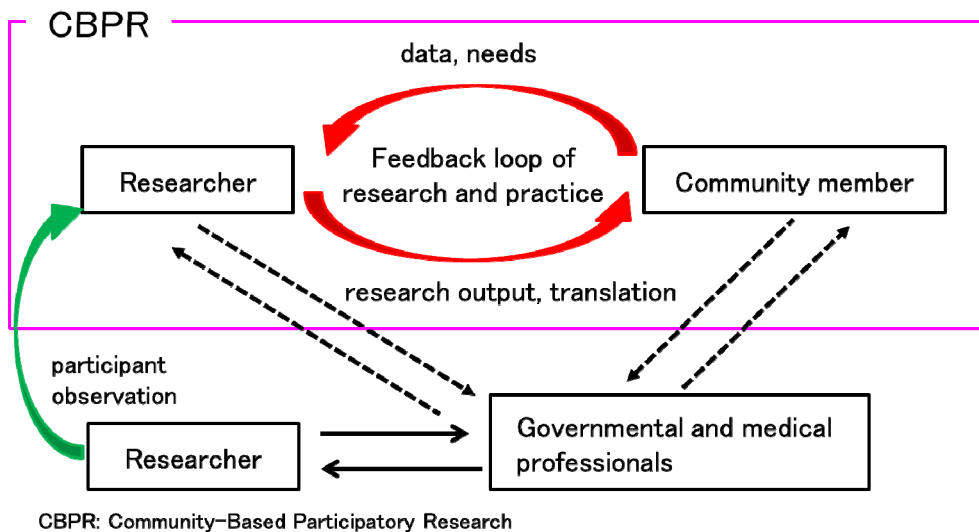 CBPR
data, needs
Researcher
Feedback loop of
research and practice
Community member
research output, translation
participant
observation
Researcher
Governmental and medical
professionals
CBPR: Community-Based Participatory Research